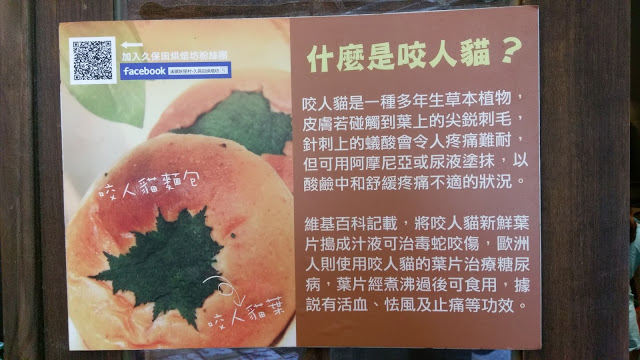 加入久保田烘焙坊粉絲團
facebook
什麼是咬人貓？
咬人貓是一種多年生草本植物，
皮膚若碰觸到葉上的尖銳刺毛，
針刺上的蟻酸會令人疼痛難耐，
但可用阿摩尼亞或尿液塗抹，以
酸鹼中和舒緩疼痛不適的狀況。
維基百科記載，將咬人貓新鮮葉
片搗成汁液可治毒蛇咬傷，歐洲
人則使用咬人貓的葉片治療糖尿
病，葉片經煮沸過後可食用，據
說有活血、怯風及止痛等功效。
咬人貓麵包
咬人貓葉